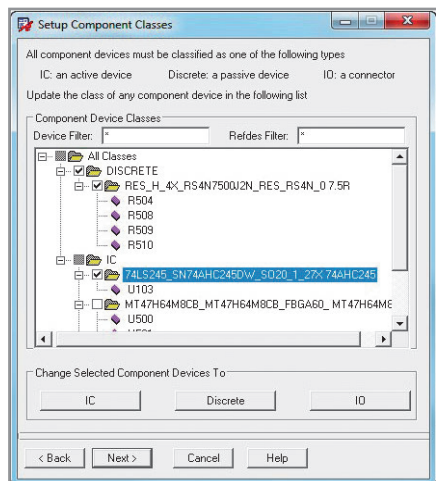 Setup Component Classes
All component devices must be classified as one of the following types
IC: an active device Discrete: a passive device IO: a connector
Update the class of any component device in the following list
Component Device Classes
Device Filter: * Refdes Filter: *
All Classes
DISCRETE
RES_H_4X_RS4N7500J2N_RES_RS4N_0 7.5R
R504
R508
R509
R510
IC
74LS245_SN74AHC245DW_SO20_1_27X 74AHC245
U103
MT47H64M8CB_MT47H64M8CB_FBGA60_ MT47H64M8
U500
Change Selected Component Devices To
IC Discrete IO
< Back Next > Cancel Help